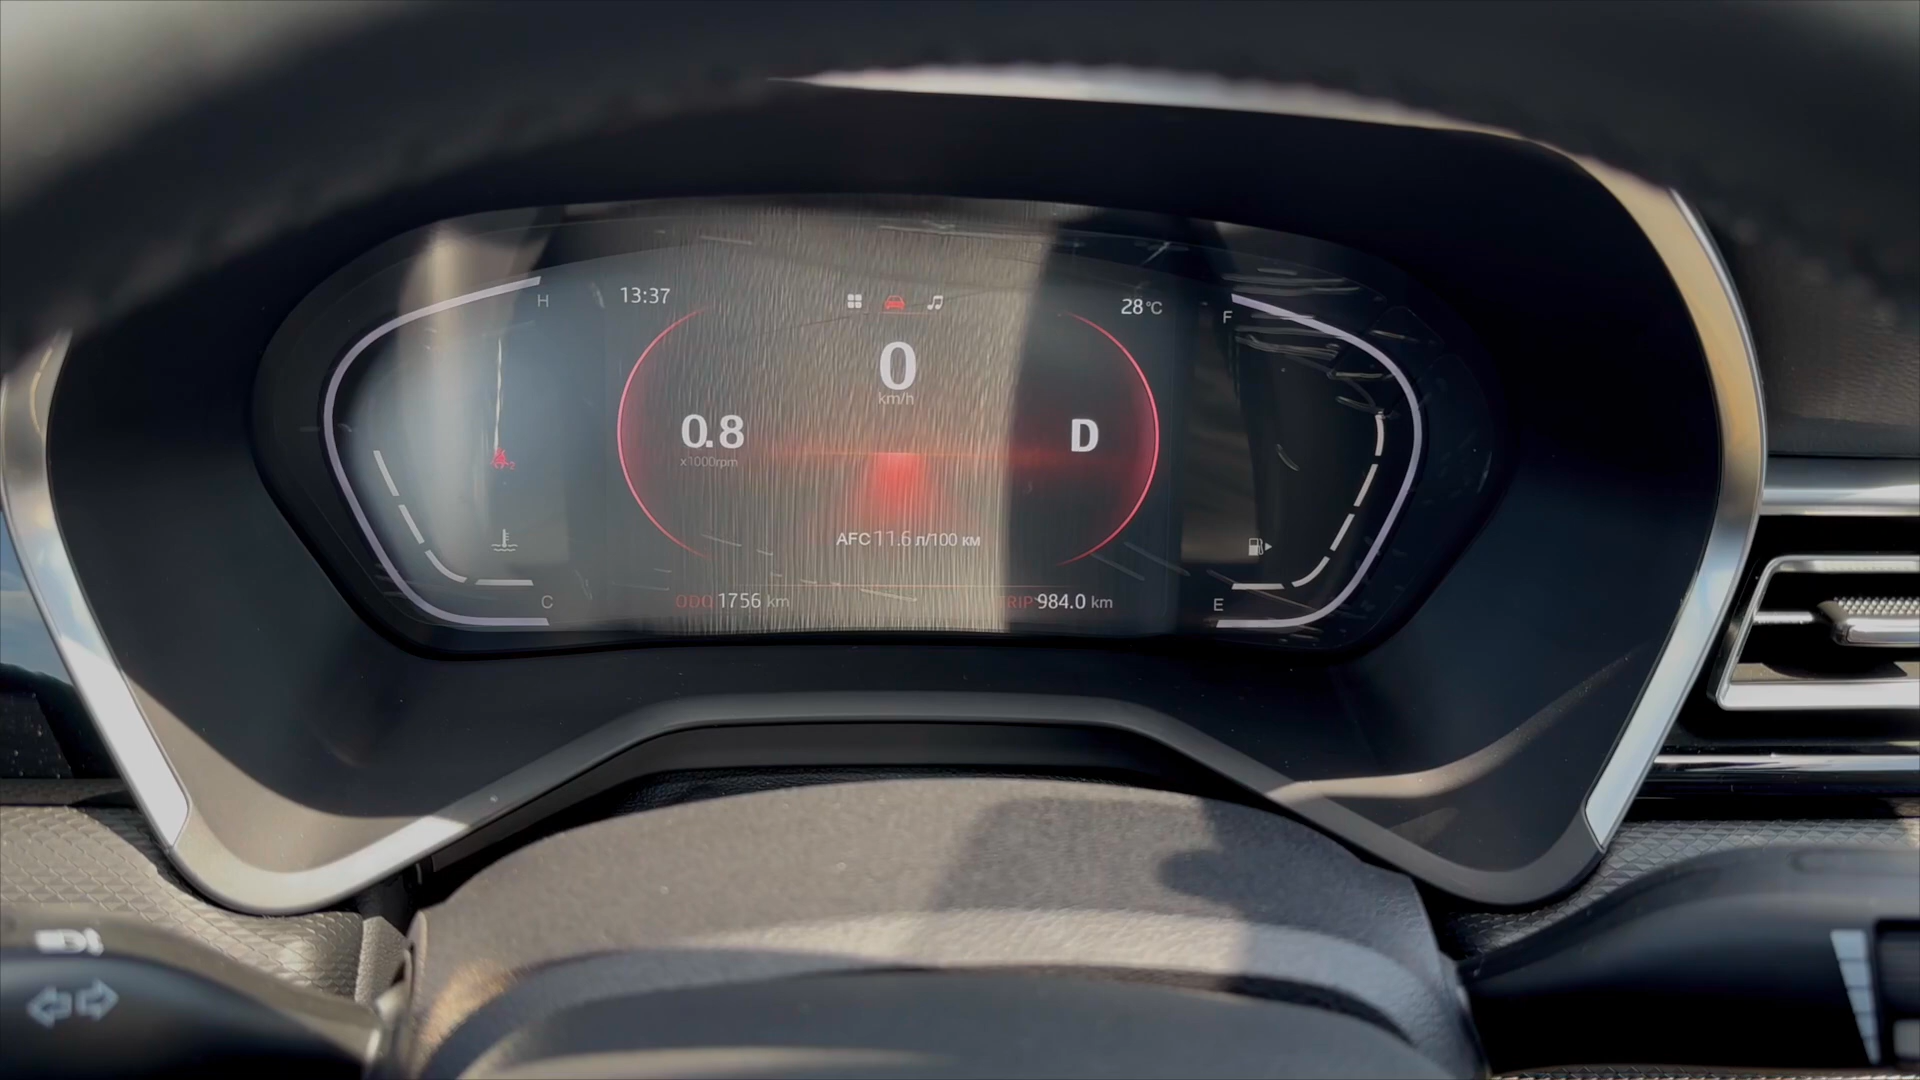 H
13:37
28°C
F
0
km/h
0.8
x1000rpm
D
2
AFC 11.6 л/100 км
ODO 1756 km
TRIP 984.0 km
C
E